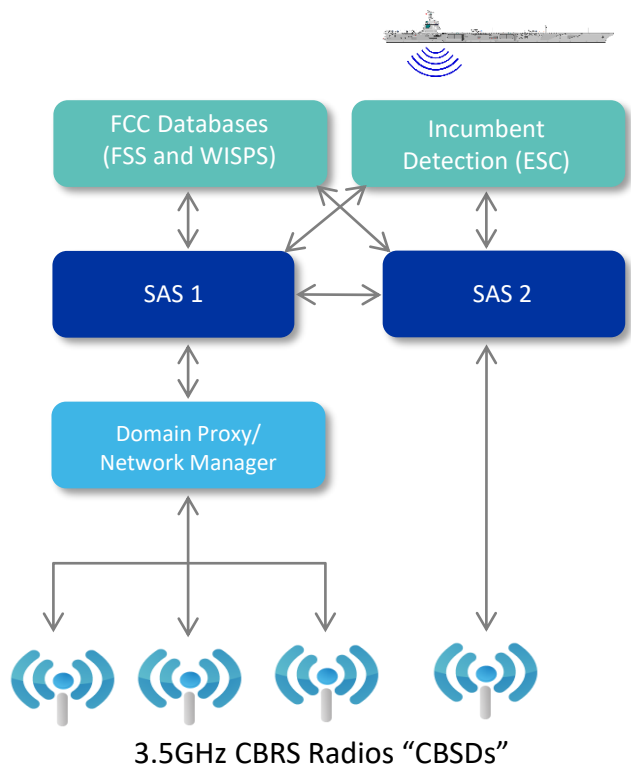 FCC Databases
(FSS and WISPS)
Incumbent
Detection (ESC)
SAS 1
SAS 2
Domain Proxy/
Network Manager
3.5GHz CBRS Radios “CBSDs”